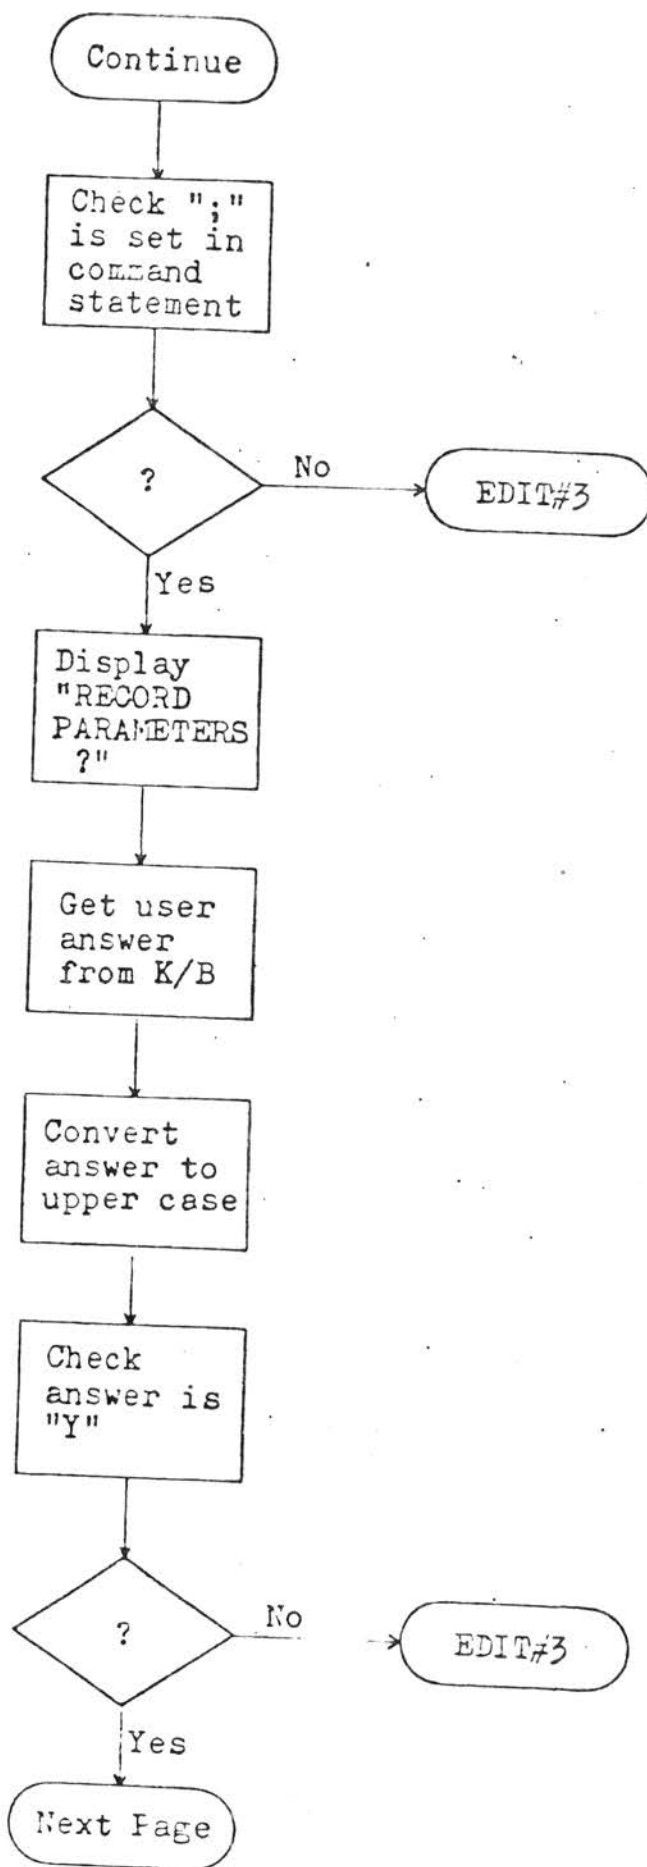 Continue
Check ";"
is set in
command
statement
?
No
EDIT#3
Yes
Display
"RECORD
PARAMETERS
?"
Get user
answer
from K/B
Convert
answer to
upper case
Check
answer is
"Y"
?
No
EDIT#3
Yes
Next Page